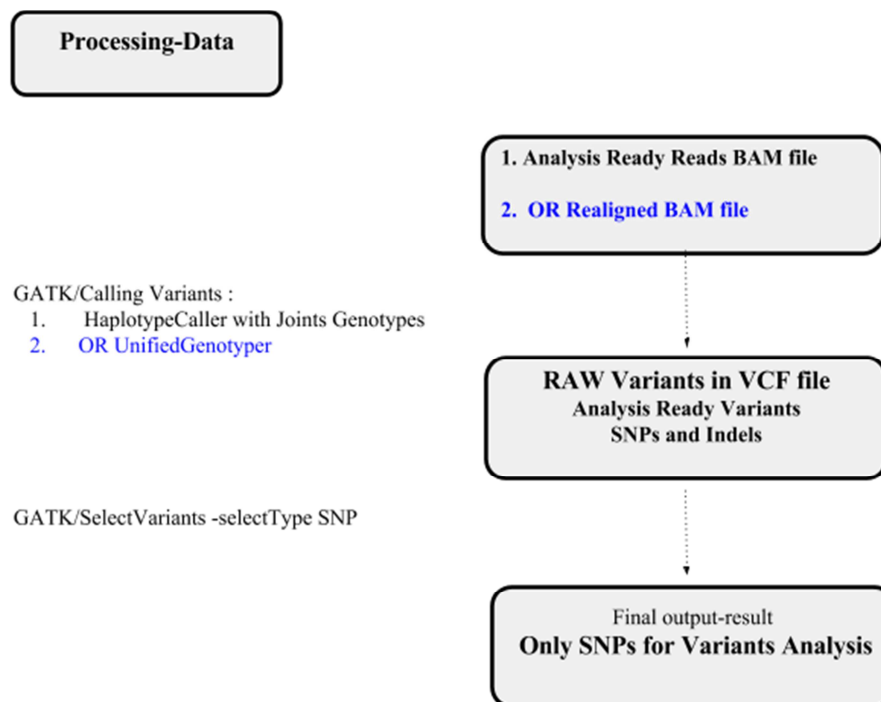 Processing-Data
1. Analysis Ready Reads BAM file
2. OR Realigned BAM file
GATK/Calling Variants :
1. HaplotypeCaller with Joints Genotypes
2. OR UnifiedGenotyper
RAW Variants in VCF file
Analysis Ready Variants
SNPs and Indels
GATK/SelectVariants -selectType SNP
Final output-result
Only SNPs for Variants Analysis